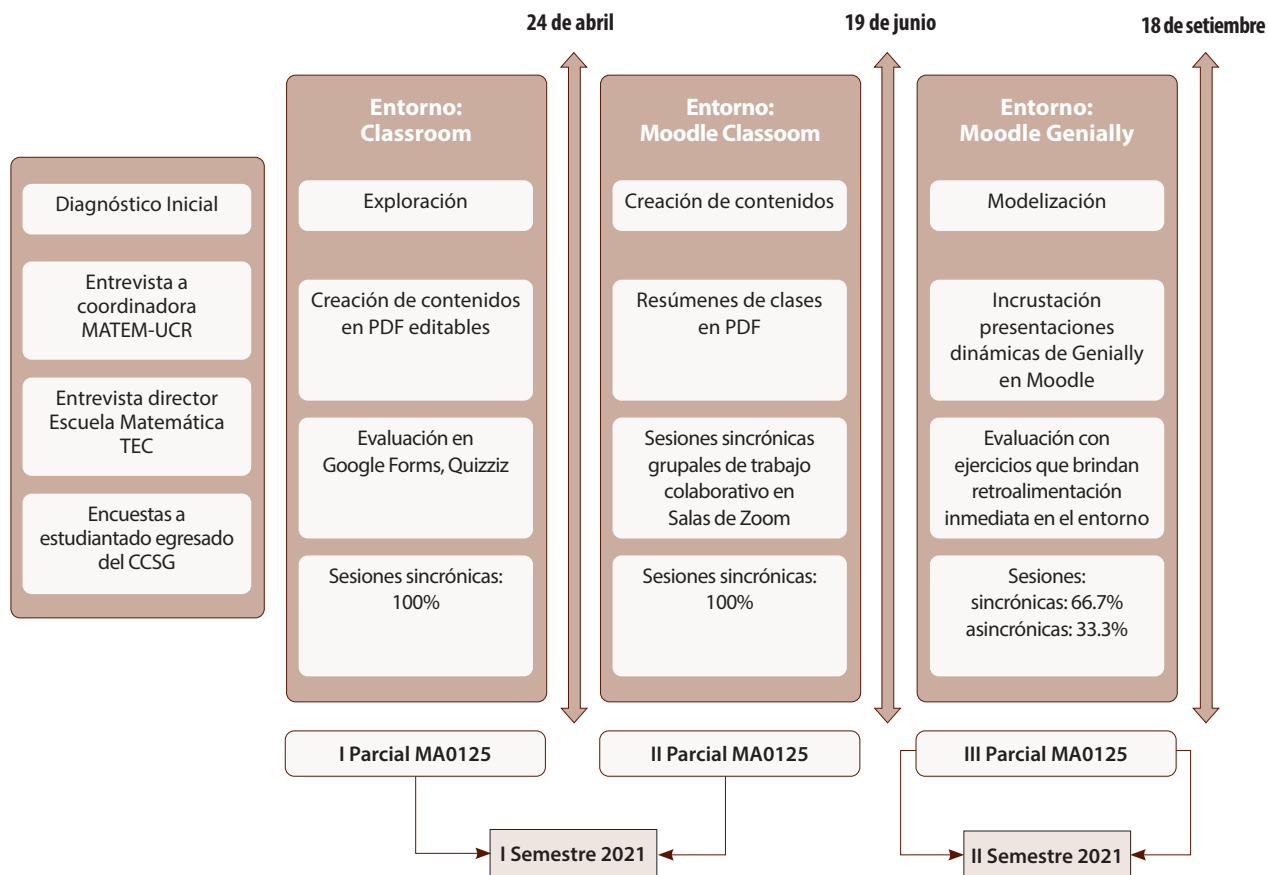 24 de abril
19 de junio
18 de setiembre
Diagnóstico Inicial
Entrevista a
coordinadora
MATEM-UCR
Entrevista director
Escuela Matemática
TEC
Encuestas a
estudiantado egresado
del CCSG
Entorno:
Classroom
Exploración
Creación de contenidos
en PDF editables
Evaluación en
Google Forms, Quizziz
Sesiones sincrónicas:
100%
I Parcial MA0125
Entorno:
Moodle Classoom
Creación de contenidos
Resúmenes de clases
en PDF
Sesiones sincrónicas
grupales de trabajo
colaborativo en
Salas de Zoom
Sesiones sincrónicas:
100%
II Parcial MA0125
Entorno:
Moodle Genially
Modelización
Incrustación
presentaciones
dinámicas de Genially
en Moodle
Evaluación con
ejercicios que brindan
retroalimentación
inmediata en el entorno
Sesiones:
sincrónicas: 66.7%
asincrónicas: 33.3%
III Parcial MA0125
I Semestre 2021
II Semestre 2021